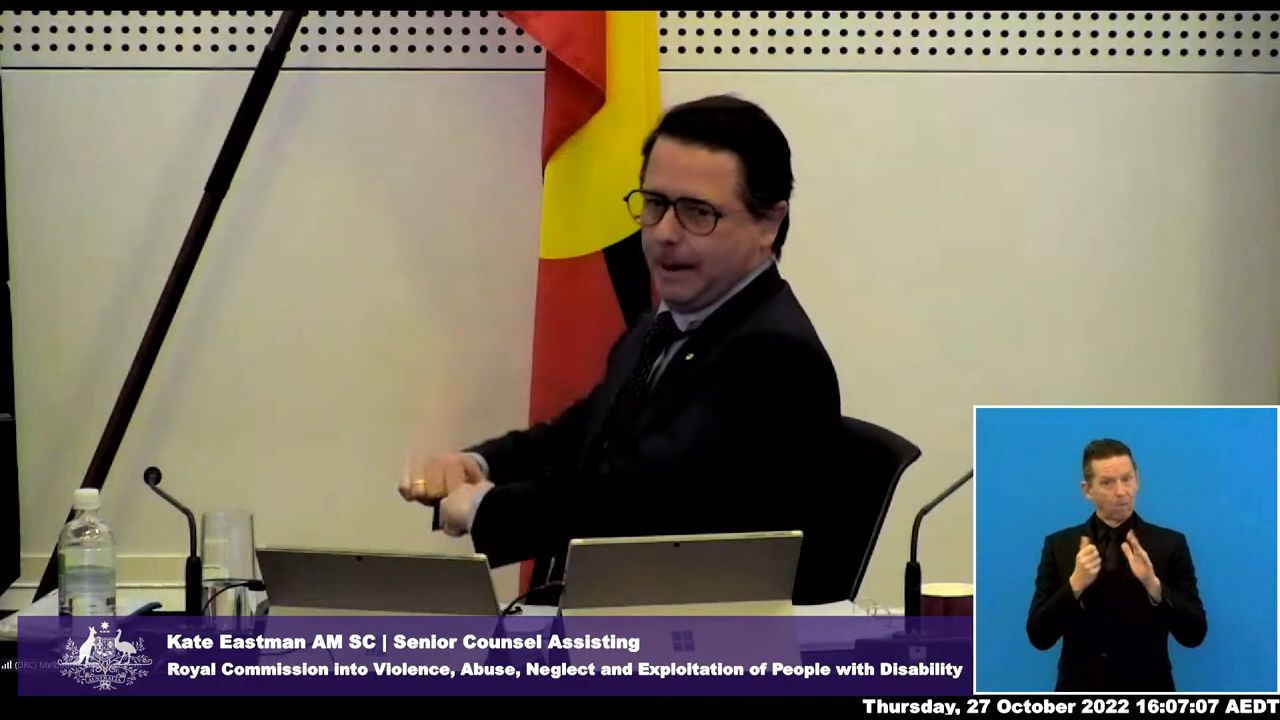 Kate Eastman AM SC | Senior Counsel Assisting
Royal Commission into Violence, Abuse, Neglect and Exploitation of People with Disability
(DRC)
Thursday, 27 October 2022 16:07:07 AEDT